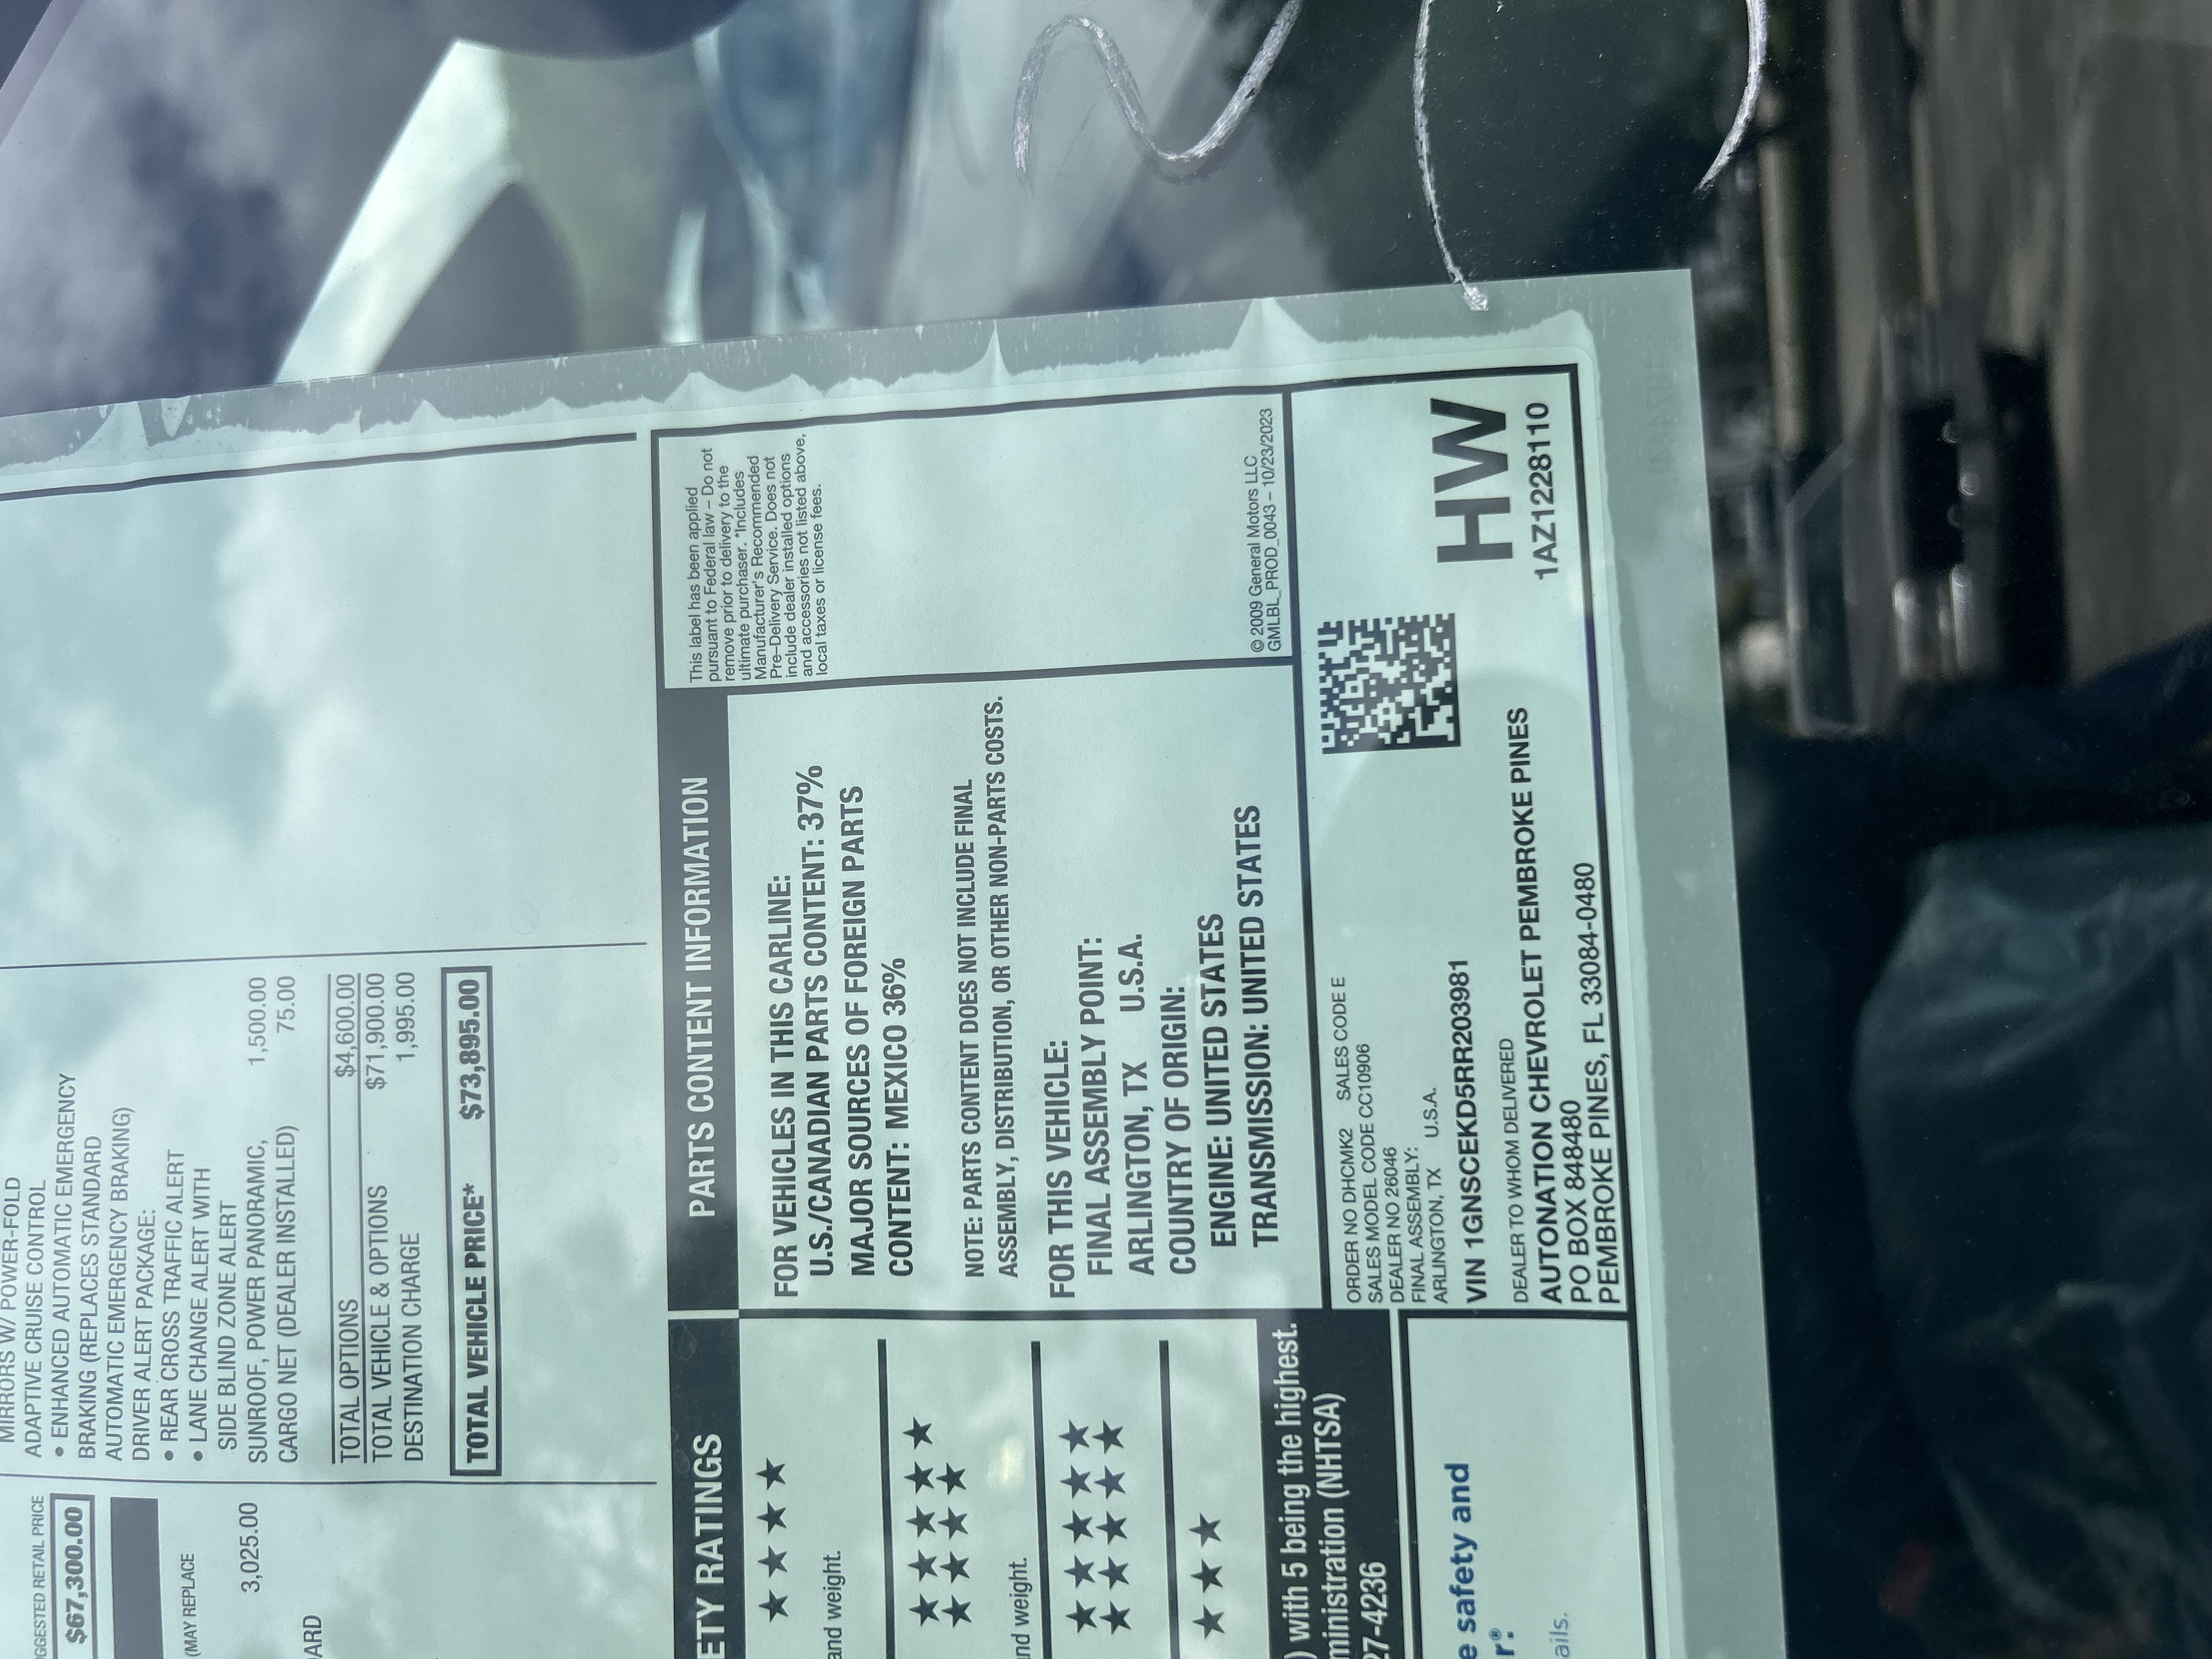 GGESTED RETAIL PRICE
$67,300.00
(MAY REPLACE
3,025.00
ARD
MIRRORS W/ POWER-FOLD
ADAPTIVE CRUISE CONTROL
• ENHANCED AUTOMATIC EMERGENCY
BRAKING (REPLACES STANDARD
AUTOMATIC EMERGENCY BRAKING)
DRIVER ALERT PACKAGE:
• REAR CROSS TRAFFIC ALERT
• LANE CHANGE ALERT WITH
SIDE BLIND ZONE ALERT
SUNROOF, POWER PANORAMIC, 1,500.00
CARGO NET (DEALER INSTALLED) 75.00
TOTAL OPTIONS $4,600.00
TOTAL VEHICLE & OPTIONS $71,900.00
DESTINATION CHARGE 1,995.00
TOTAL VEHICLE PRICE* $73,895.00
ETY RATINGS
★★★★
and weight.
★★★★★
★★★★
nd weight.
★★★★★
★★★★★
★★★
) with 5 being the highest.
ministration (NHTSA)
27-4236
e safety and
r®
ails.
PARTS CONTENT INFORMATION
FOR VEHICLES IN THIS CARLINE:
U.S./CANADIAN PARTS CONTENT: 37%
MAJOR SOURCES OF FOREIGN PARTS
CONTENT: MEXICO 36%
NOTE: PARTS CONTENT DOES NOT INCLUDE FINAL
ASSEMBLY, DISTRIBUTION, OR OTHER NON-PARTS COSTS.
FOR THIS VEHICLE:
FINAL ASSEMBLY POINT:
ARLINGTON, TX U.S.A.
COUNTRY OF ORIGIN:
ENGINE: UNITED STATES
TRANSMISSION: UNITED STATES
This label has been applied
pursuant to Federal law – Do not
remove prior to delivery to the
ultimate purchaser. *Includes
Manufacturer's Recommended
Pre–Delivery Service. Does not
include dealer installed options
and accessories not listed above,
local taxes or license fees.
© 2009 General Motors LLC
GMLBL_PROD_0043 – 10/23/2023
ORDER NO DHCMK2 SALES CODE E
SALES MODEL CODE CC10906
DEALER NO 26046
FINAL ASSEMBLY:
ARLINGTON, TX U.S.A.
VIN 1GNSCEKD5RR203981
DEALER TO WHOM DELIVERED
AUTONATION CHEVROLET PEMBROKE PINES
PO BOX 848480
PEMBROKE PINES, FL 33084-0480
HW
1AZ1228110